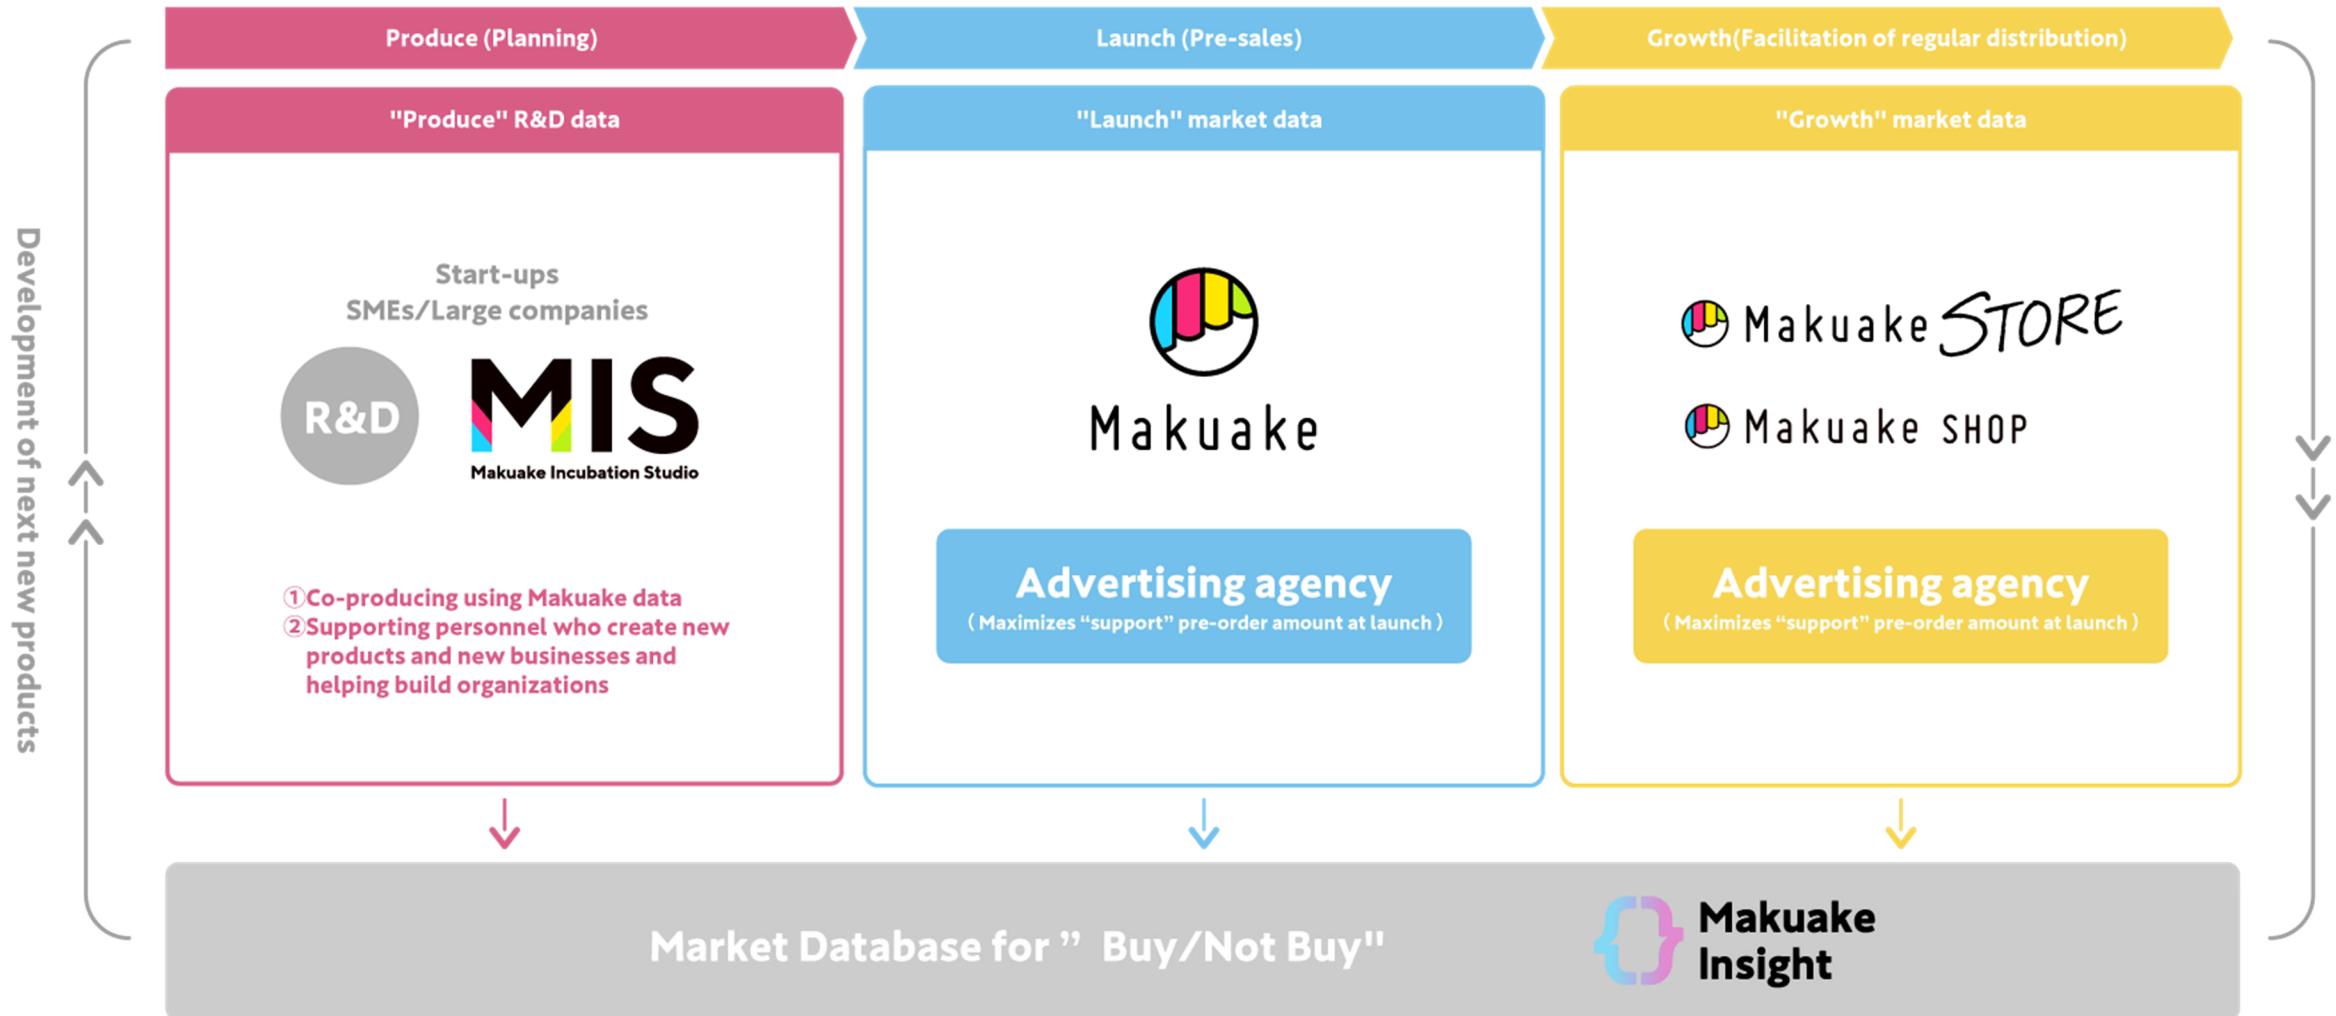 Produce (Planning)
Launch (Pre-sales)
Growth(Facilitation of regular distribution)
"Produce" R&D data
"Launch" market data
"Growth" market data
Development of next new products
Start-ups
SMEs/Large companies
R&D
MIS
Makuake Incubation Studio
①Co-producing using Makuake data
②Supporting personnel who create new
products and new businesses and
helping build organizations
Makuake
Advertising agency
(Maximizes “support” pre-order amount at launch)
Makuake STORE
Makuake SHOP
Advertising agency
(Maximizes “support” pre-order amount at launch)
Market Database for ” Buy/Not Buy"
Makuake
Insight